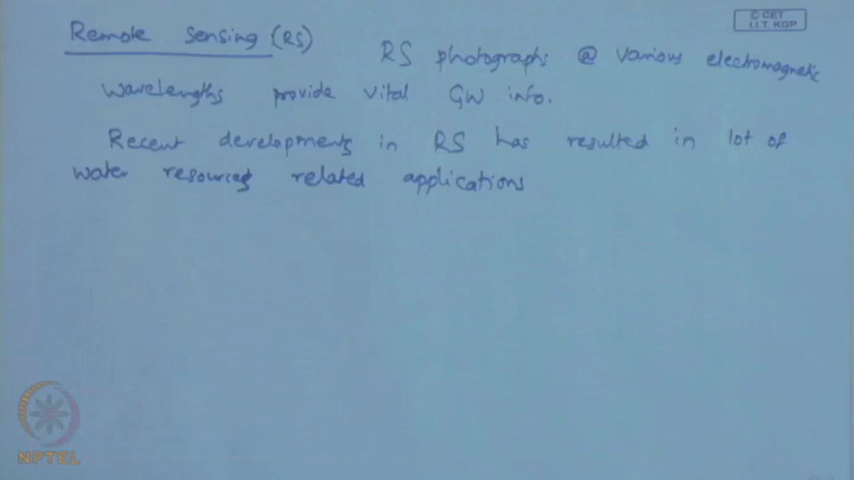 Remote Sensing (RS)
© CET
I.I.T. KGP
RS photographs @ various electromagnetic
wavelengths provide vital GW info.
Recent developments in RS has resulted in lot of
water resources related applications
NPTEL